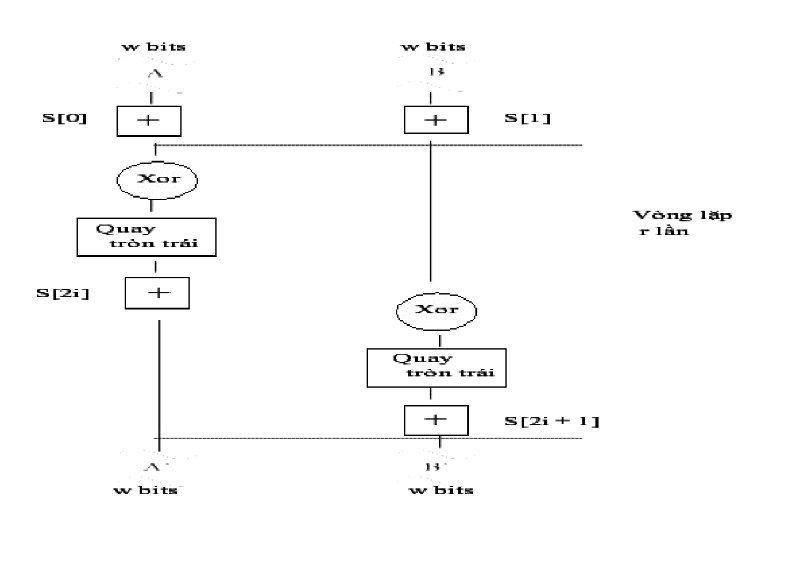 w bits w bits
A B
S[0] + + S[1]
Xor
Vòng lặp
r lần
Quay
tròn trái
S[2i] +
Xor
Quay
tròn trái
+ S[2i + 1]
A' B'
w bits w bits